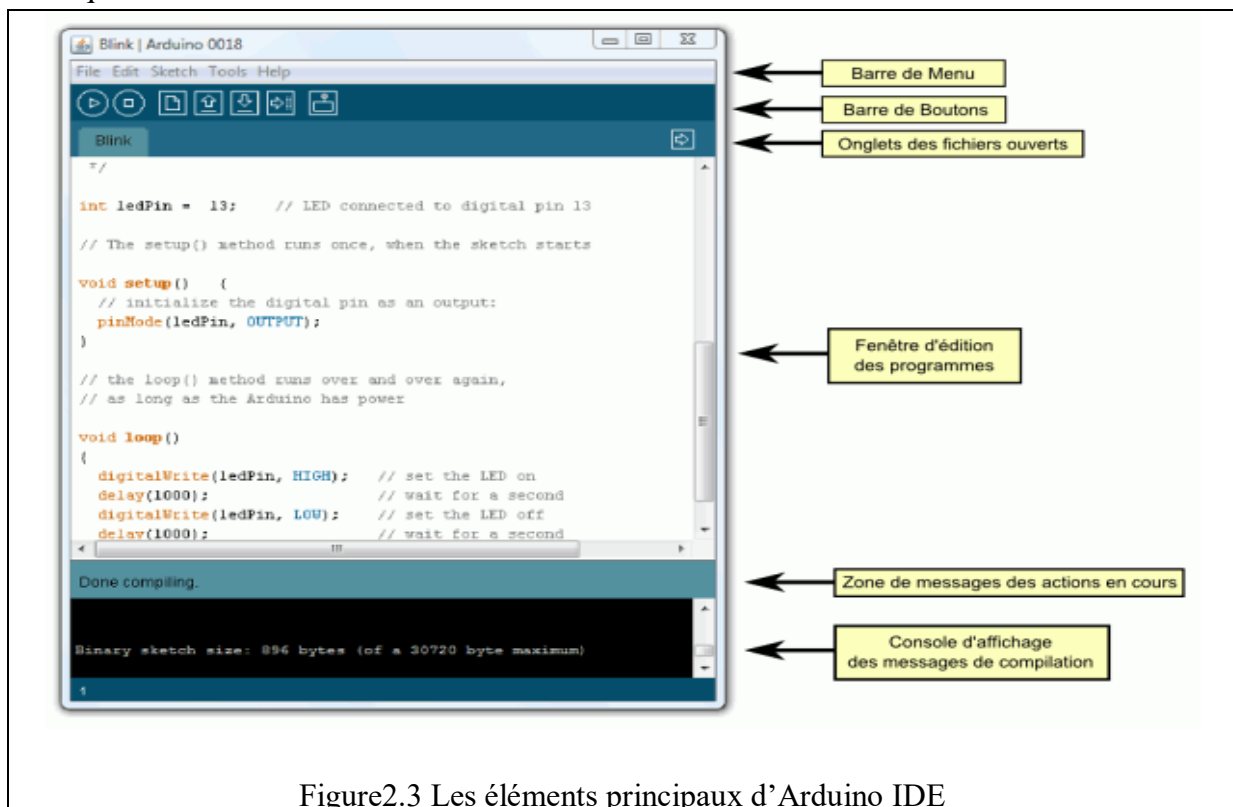 Blink | Arduino 0018
File Edit Sketch Tools Help
Barre de Menu
Barre de Boutons
Blink
Onglets des fichiers ouverts
*/
int ledPin =  13;    // LED connected to digital pin 13
// The setup() method runs once, when the sketch starts
void setup()   {
// initialize the digital pin as an output:
pinMode(ledPin, OUTPUT);
}
Fenêtre d'édition
des programmes
// the loop() method runs over and over again,
// as long as the Arduino has power
void loop()
{
digitalWrite(ledPin, HIGH);   // set the LED on
delay(1000);                  // wait for a second
digitalWrite(ledPin, LOW);    // set the LED off
delay(1000);                  // wait for a second
Done compiling.
Zone de messages des actions en cours
Binary sketch size: 896 bytes (of a 30720 byte maximum)
Console d'affichage
des messages de compilation
1
Figure2.3 Les éléments principaux d’Arduino IDE